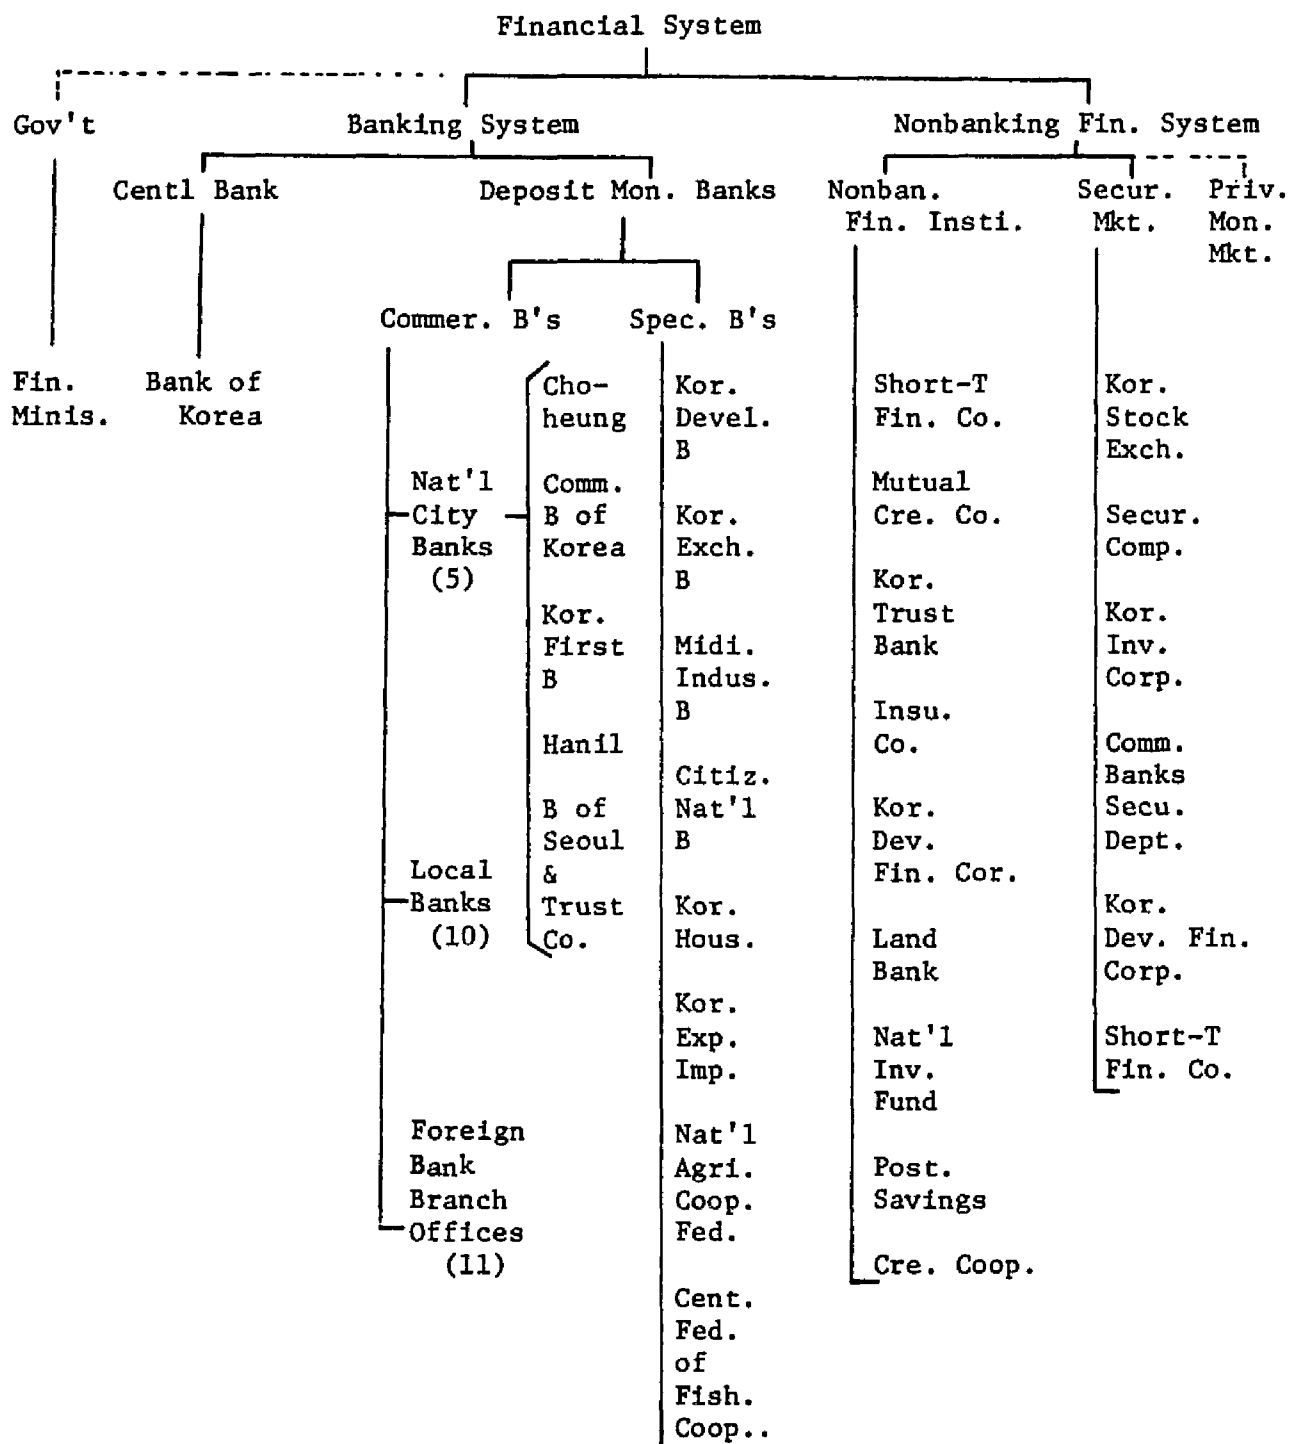 Financial System
Gov't
Banking System
Nonbanking Fin. System
Centl Bank
Deposit Mon. Banks
Nonban.
Fin. Insti.
Secur.
Mkt.
Priv.
Mon.
Mkt.
Commer. B's
Spec. B's
Fin.
Minis.
Bank of
Korea
Nat'l
City
Banks
(5)
Local
Banks
(10)
Foreign
Bank
Branch
Offices
(11)
Cho-
heung
Comm.
B of
Korea
Kor.
First
B
Hanil
B of
Seoul
&
Trust
Co.
Kor.
Devel.
B
Kor.
Exch.
B
Midi.
Indus.
B
Citiz.
Nat'l
B
Kor.
Hous.
Kor.
Exp.
Imp.
Nat'l
Agri.
Coop.
Fed.
Cent.
Fed.
of
Fish.
Coop..
Short-T
Fin. Co.
Mutual
Cre. Co.
Kor.
Trust
Bank
Insu.
Co.
Kor.
Dev.
Fin. Cor.
Land
Bank
Nat'l
Inv.
Fund
Post.
Savings
Cre. Coop.
Kor.
Stock
Exch.
Secur.
Comp.
Kor.
Inv.
Corp.
Comm.
Banks
Secu.
Dept.
Kor.
Dev. Fin.
Corp.
Short-T
Fin. Co.